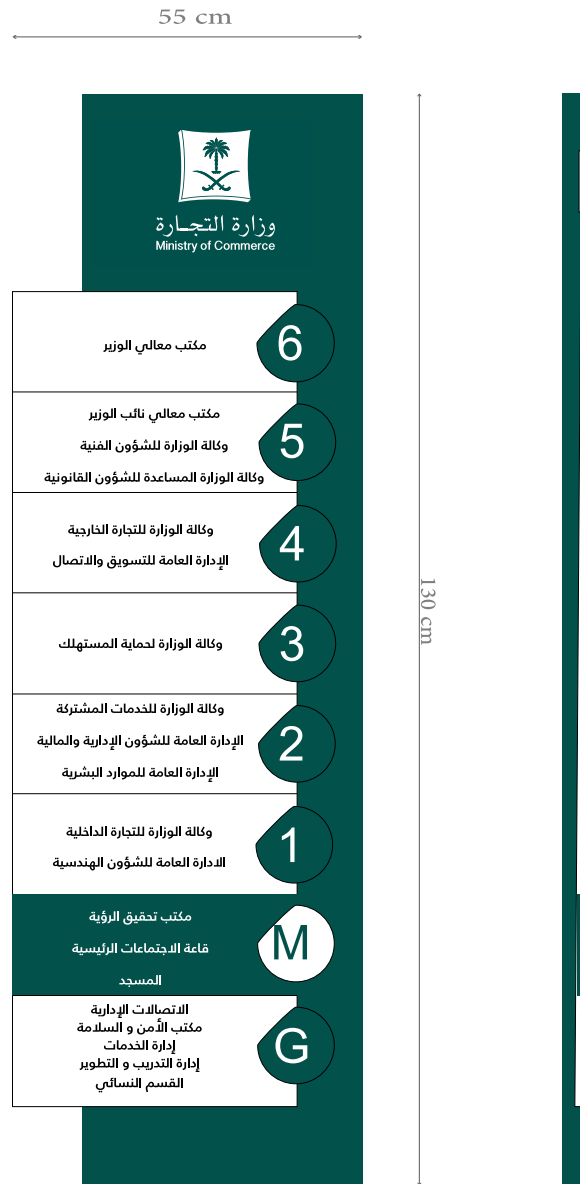 55 cm
وزارة التجـارة
Ministry of Commerce
6
مكتب معالي الوزير
5
مكتب معالي نائب الوزير
وكالة الوزارة للشؤون الفنية
وكالة الوزارة المساعدة للشؤون القانونية
4
وكالة الوزارة للتجارة الخارجية
الإدارة العامة للتسويق والاتصال
130 cm
3
وكالة الوزارة لحماية المستهلك
2
وكالة الوزارة للخدمات المشتركة
الإدارة العامة للشؤون الإدارية والمالية
الإدارة العامة للموارد البشرية
1
وكالة الوزارة للتجارة الداخلية
الادارة العامة للشؤون الهندسية
M
مكتب تحقيق الرؤية
قاعة الاجتماعات الرئيسية
المسجد
G
الاتصالات الإدارية
مكتب الأمن و السلامة
إدارة الخدمات
إدارة التدريب و التطوير
القسم النسائي